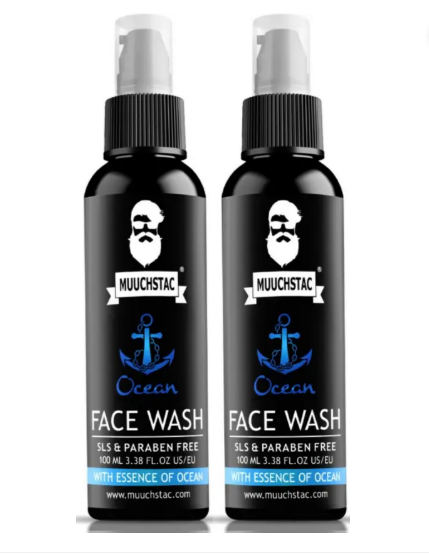 MUUCHSTAC®
Ocean
FACE WASH
SLS & PARABEN FREE
100 ML 3.38 FL.OZ US/EU
WITH ESSENCE OF OCEAN
www.muuchstac.com
MUUCHSTAC®
Ocean
FACE WASH
SLS & PARABEN FREE
100 ML 3.38 FL.OZ US/EU
WITH ESSENCE OF OCEAN
www.muuchstac.com